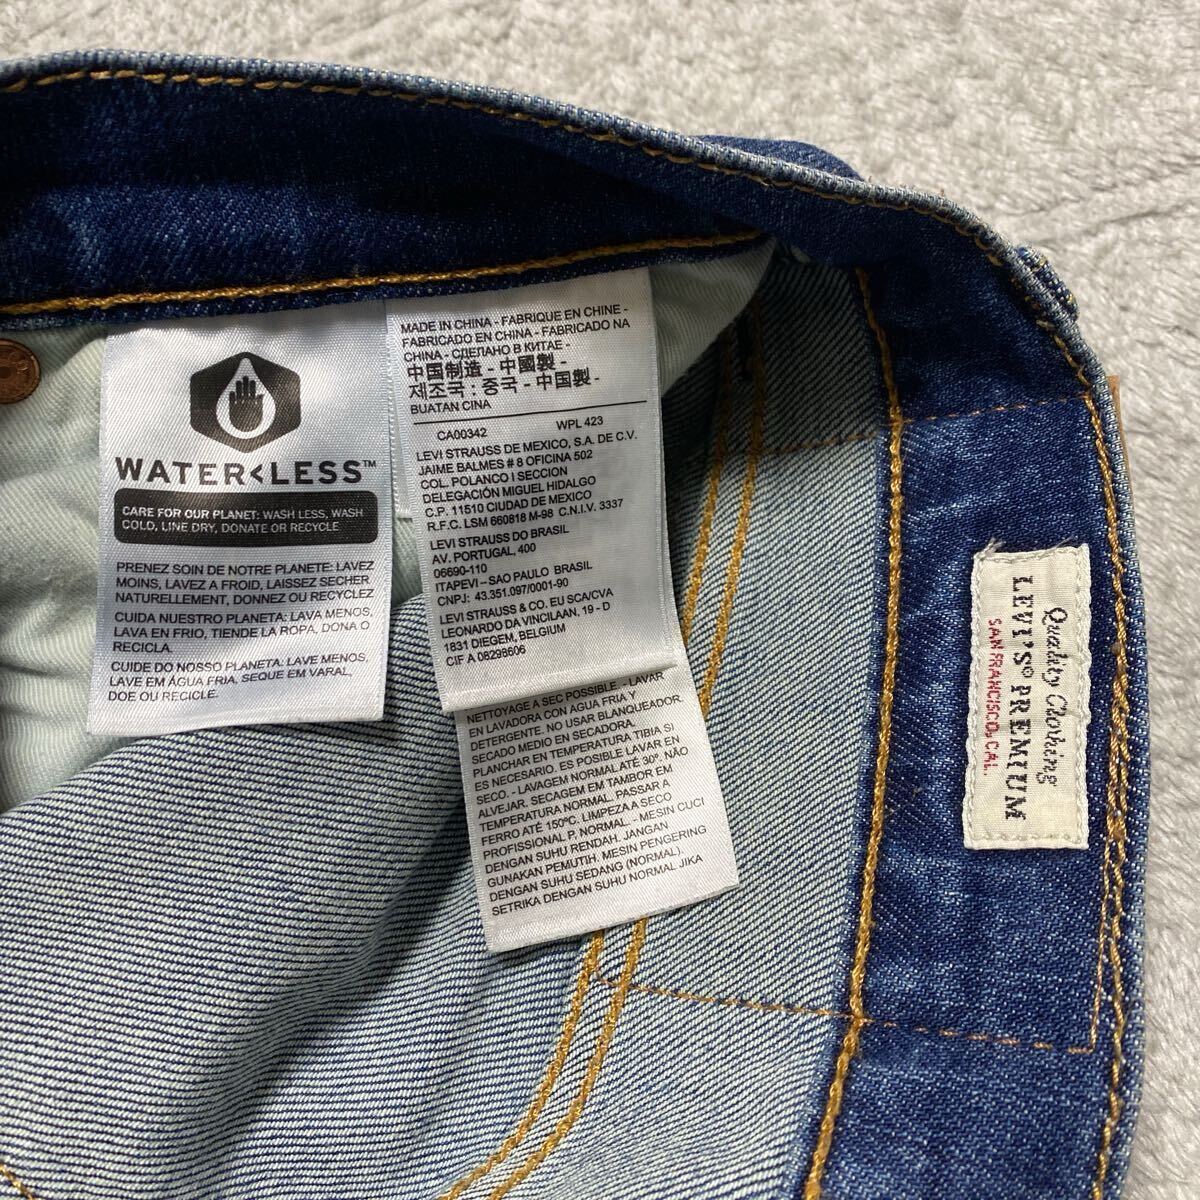 WATER<LESS™
CARE FOR OUR PLANET: WASH LESS, WASH
COLD, LINE DRY, DONATE OR RECYCLE
PRENEZ SOIN DE NOTRE PLANETE: LAVEZ
MOINS, LAVEZ A FROID, LAISSEZ SECHER
NATURELLEMENT, DONNEZ OU RECYCLEZ
CUIDA NUESTRO PLANETA: LAVA MENOS,
LAVA EN FRIO, TIENDE LA ROPA, DONA O
RECICLA.
CUIDE DO NOSSO PLANETA: LAVE MENOS,
LAVE EM ÁGUA FRIA, SEQUE EM VARAL,
DOE OU RECICLE.
MADE IN CHINA - FABRIQUE EN CHINE -
FABRICADO EN CHINA - FABRICADO NA
CHINA - СДЕЛАНО В КИТАЕ -
中国制造 - 中國製 -
제조국 : 중국 - 中国製 -
BUATAN CINA
CA00342 WPL 423
LEVI STRAUSS DE MEXICO, S.A. DE C.V.
JAIME BALMES # 8 OFICINA 502
COL. POLANCO I SECCION
DELEGACIÓN MIGUEL HIDALGO
C.P. 11510 CIUDAD DE MEXICO
R.F.C. LSM 660818 M-98 C.N.I.V. 3337
LEVI STRAUSS DO BRASIL
AV. PORTUGAL, 400
06690-110
ITAPEVI – SAO PAULO BRASIL
CNPJ: 43.351.097/0001-90
LEVI STRAUSS & CO. EU SCA/CVA
LEONARDO DA VINCILAAN, 19 - D
1831 DIEGEM, BELGIUM
CIF A 08298606
NETTOYAGE A SEC POSSIBLE. - LAVAR
EN LAVADORA CON AGUA FRIA Y
DETERGENTE. NO USAR BLANQUEADOR.
SECADO MEDIO EN SECADORA.
PLANCHAR EN TEMPERATURA TIBIA SI
ES NECESARIO. ES POSIBLE LAVAR EN
SECO. - LAVAGEM NORMAL ATÉ 30º. NÃO
ALVEJAR. SECAGEM EM TAMBOR EM
TEMPERATURA NORMAL. PASSAR A
FERRO ATÉ 150ºC. LIMPEZA A SECO
PROFISSIONAL P. NORMAL. - MESIN CUCI
DENGAN SUHU RENDAH. JANGAN
GUNAKAN PEMUTIH. MESIN PENGERING
DENGAN SUHU SEDANG (NORMAL). JIKA
SETRIKA DENGAN SUHU NORMAL
Quality Clothing
LEVI'S® PREMIUM
SAN FRANCISCO, CAL.